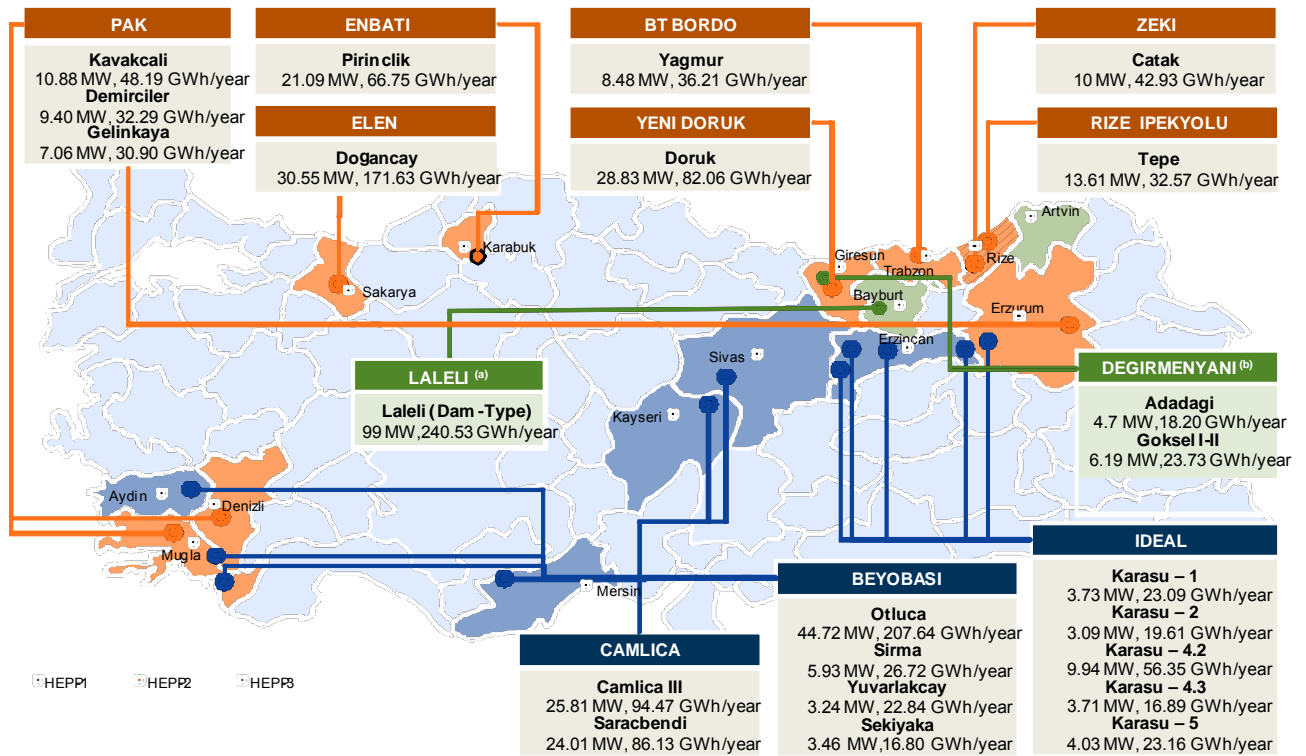 PAK
Kavakcali
10.88 MW, 48.19 GWh/year
Demirciler
9.40 MW, 32.29 GWh/year
Gelinkaya
7.06 MW, 30.90 GWh/year
ENBATI
Pirinclik
21.09 MW, 66.75 GWh/year
ELEN
Doğancay
30.55 MW, 171.63 GWh/year
BT BORDO
Yagmur
8.48 MW, 36.21 GWh/year
YENI DORUK
Doruk
28.83 MW, 82.06 GWh/year
ZEKI
Catak
10 MW, 42.93 GWh/year
RIZE IPEKYOLU
Tepe
13.61 MW, 32.57 GWh/year
Artvin
Karabuk
Giresun
Trabzon
Rize
Sakarya
Bayburt
Erzurum
Erzincan
Sivas
Kayseri
LALELI (a)
Laleli (Dam -Type)
99 MW,240.53 GWh/year
DEGIRMENYANI (b)
Adadagi
4.7 MW,18.20 GWh/year
Goksel I-II
6.19 MW,23.73 GWh/year
Aydin
Denizli
Mugla
Mersin
CAMLICA
Camlica III
25.81 MW, 94.47 GWh/year
Saracbendi
24.01 MW, 86.13 GWh/year
BEYOBASI
Otluca
44.72 MW, 207.64 GWh/year
Sirma
5.93 MW, 26.72 GWh/year
Yuvarlakcay
3.24 MW, 22.84 GWh/year
Sekiyaka
3.46 MW,16.80 GWh/year
IDEAL
Karasu – 1
3.73 MW, 23.09 GWh/year
Karasu – 2
3.09 MW, 19.61 GWh/year
Karasu – 4.2
9.94 MW, 56.35 GWh/year
Karasu – 4.3
3.71 MW, 16.89 GWh/year
Karasu – 5
4.03 MW, 23.16 GWh/year
HEPP1 HEPP2 HEPP3